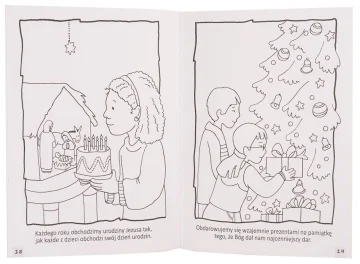 Każdego roku obchodzimy urodziny Jezusa tak,
jak każde z dzieci obchodzi swój dzień urodzin.
18
Obdarowujemy się wzajemnie prezentami na pamiątkę
tego, że Bóg dał nam najcenniejszy dar.
19